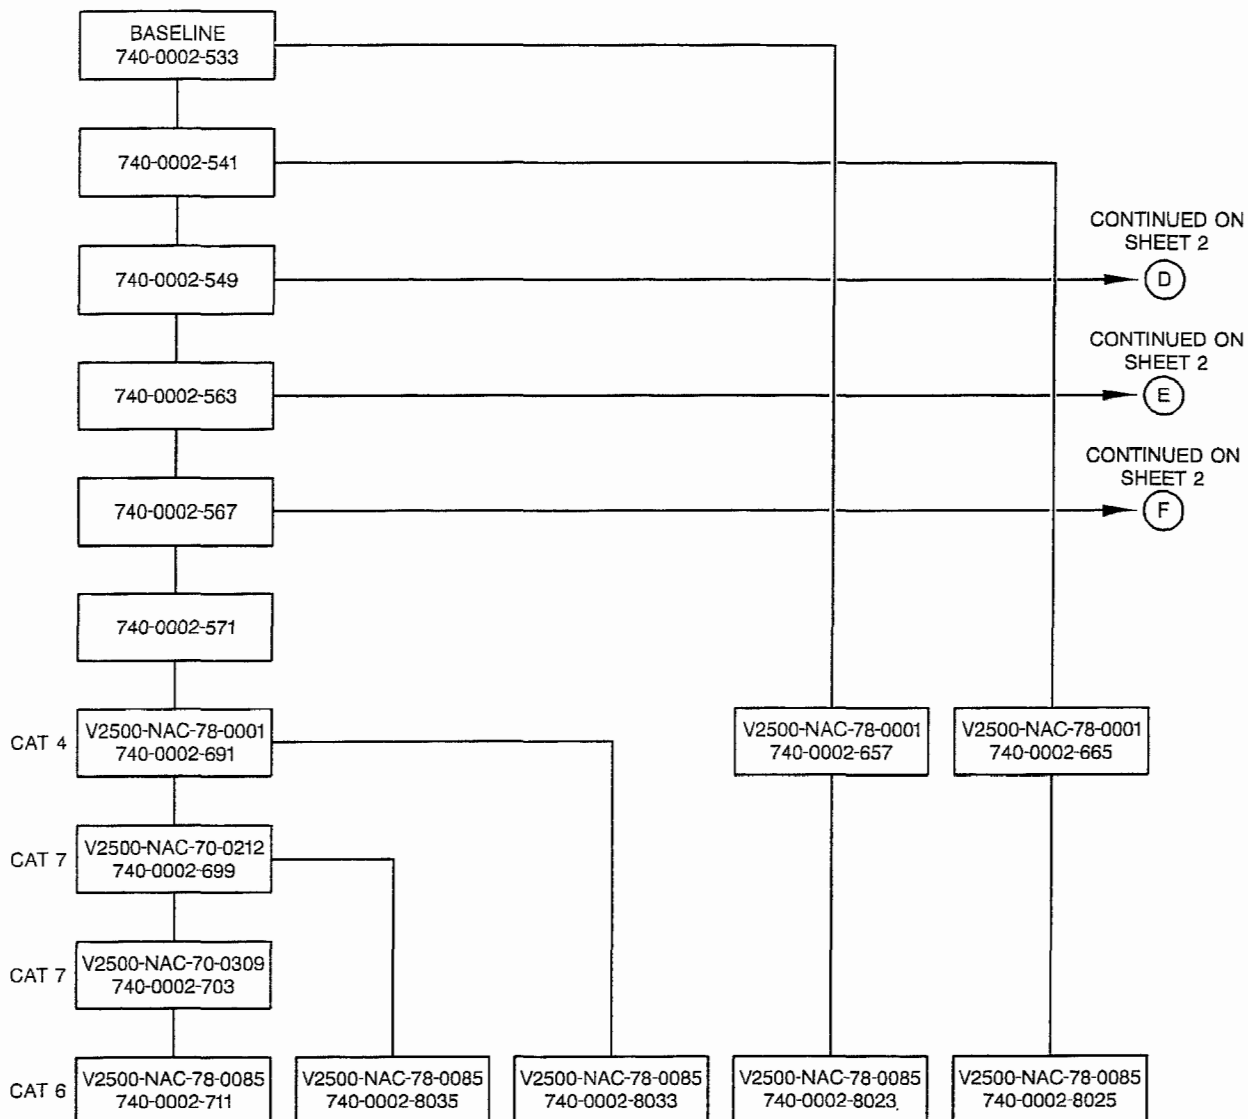 BASELINE
740-0002-533
740-0002-541
CONTINUED ON
SHEET 2
740-0002-549
D
CONTINUED ON
SHEET 2
740-0002-563
E
CONTINUED ON
SHEET 2
740-0002-567
F
740-0002-571
CAT 4
V2500-NAC-78-0001
740-0002-691
V2500-NAC-78-0001
740-0002-657
V2500-NAC-78-0001
740-0002-665
CAT 7
V2500-NAC-70-0212
740-0002-699
CAT 7
V2500-NAC-70-0309
740-0002-703
CAT 6
V2500-NAC-78-0085
740-0002-711
V2500-NAC-78-0085
740-0002-8035
V2500-NAC-78-0085
740-0002-8033
V2500-NAC-78-0085
740-0002-8023
V2500-NAC-78-0085
740-0002-8025